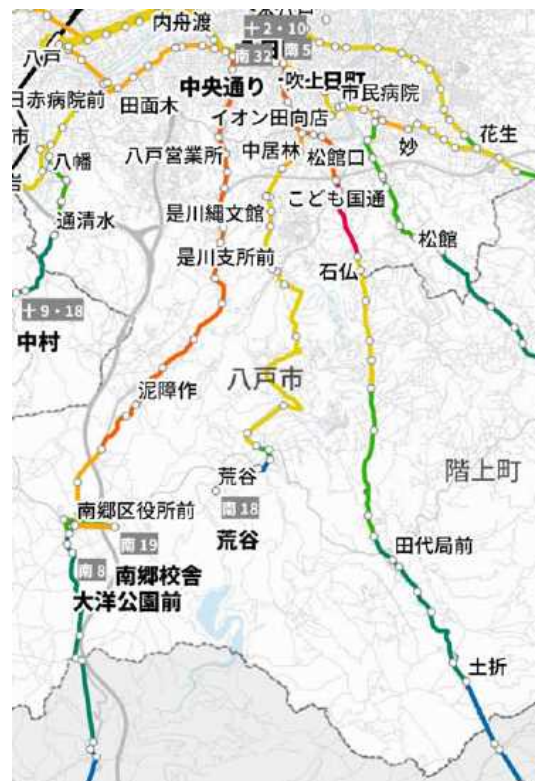 内舟渡
十2・10
八戸
南32
南5
中央通り
吹上
日町
市民病院
日赤病院前
田面木
イオン田向店
花生
市
八幡
八戸営業所
中居林
松館口
妙
岩
こども国通
是川縄文館
通清水
松館
是川支所前
石仏
十9・18
中村
八戸市
泥障作
階上町
荒谷
南18
南郷区役所前
荒谷
南19
田代局前
南8
南郷校舎
大洋公園前
土折